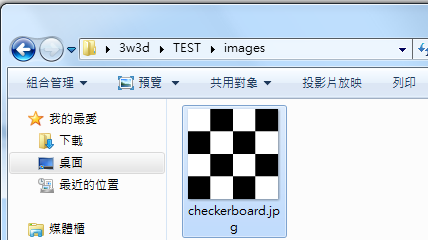 3w3d TEST images
組合管理 預覽 共用對象 投影片放映 列印
我的最愛
下載
桌面
最近的位置
媒體櫃
checkerboard.jp
g